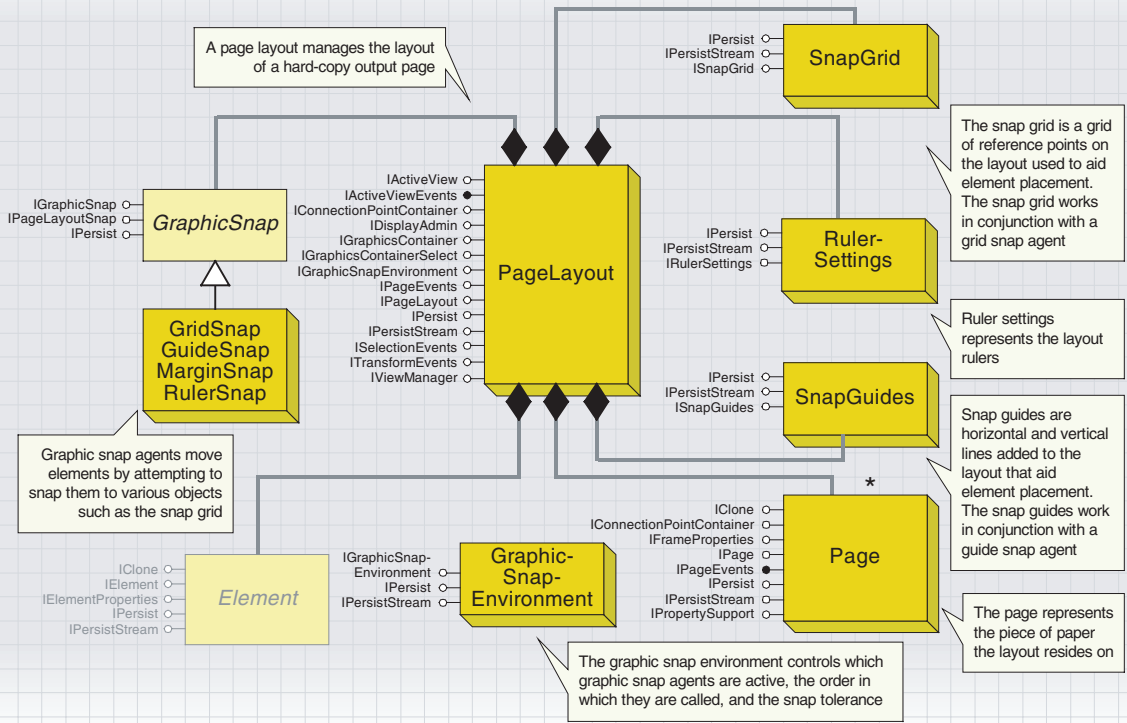 A page layout manages the layout
of a hard-copy output page
IPersist
IPersistStream
ISnapGrid
SnapGrid
The snap grid is a grid
of reference points on
the layout used to aid
element placement.
The snap grid works
in conjunction with a
grid snap agent
IGraphicSnap
IPageLayoutSnap
IPersist
GraphicSnap
IActiveView
IActiveViewEvents
IConnectionPointContainer
IDisplayAdmin
IGraphicsContainer
IGraphicsContainerSelect
IGraphicSnapEnvironment
IPageEvents
IPageLayout
IPersist
IPersistStream
ISelectionEvents
ITransformEvents
IViewManager
PageLayout
IPersist
IPersistStream
IRulerSettings
Ruler-
Settings
Ruler settings
represents the layout
rulers
GridSnap
GuideSnap
MarginSnap
RulerSnap
Graphic snap agents move
elements by attempting to
snap them to various objects
such as the snap grid
IPersist
IPersistStream
ISnapGuides
SnapGuides
Snap guides are
horizontal and vertical
lines added to the
layout that aid
element placement.
The snap guides work
in conjunction with a
guide snap agent
IClone
IElement
IElementProperties
IPersist
IPersistStream
Element
IGraphicSnap-
Environment
IPersist
IPersistStream
Graphic-
Snap-
Environment
*
IClone
IConnectionPointContainer
IFrameProperties
IPage
IPageEvents
IPersist
IPersistStream
IPropertySupport
Page
The page represents
the piece of paper
the layout resides on
The graphic snap environment controls which
graphic snap agents are active, the order in
which they are called, and the snap tolerance